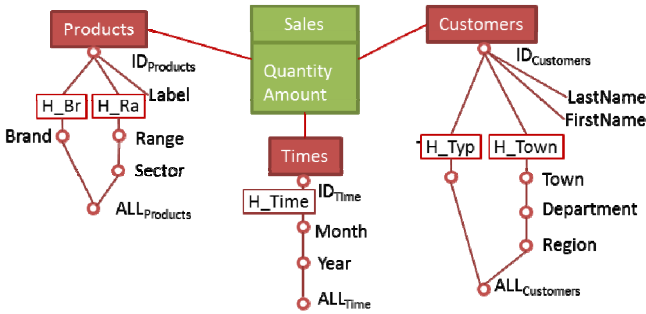 Products
Sales
Customers
Quantity
Amount
IDProducts
Label
H_Br
H_Ra
Brand
Range
Sector
ALLProducts
Times
IDTime
H_Time
Month
Year
ALLTime
IDCustomers
LastName
FirstName
H_Typ
H_Town
Town
Department
Region
ALLCustomers